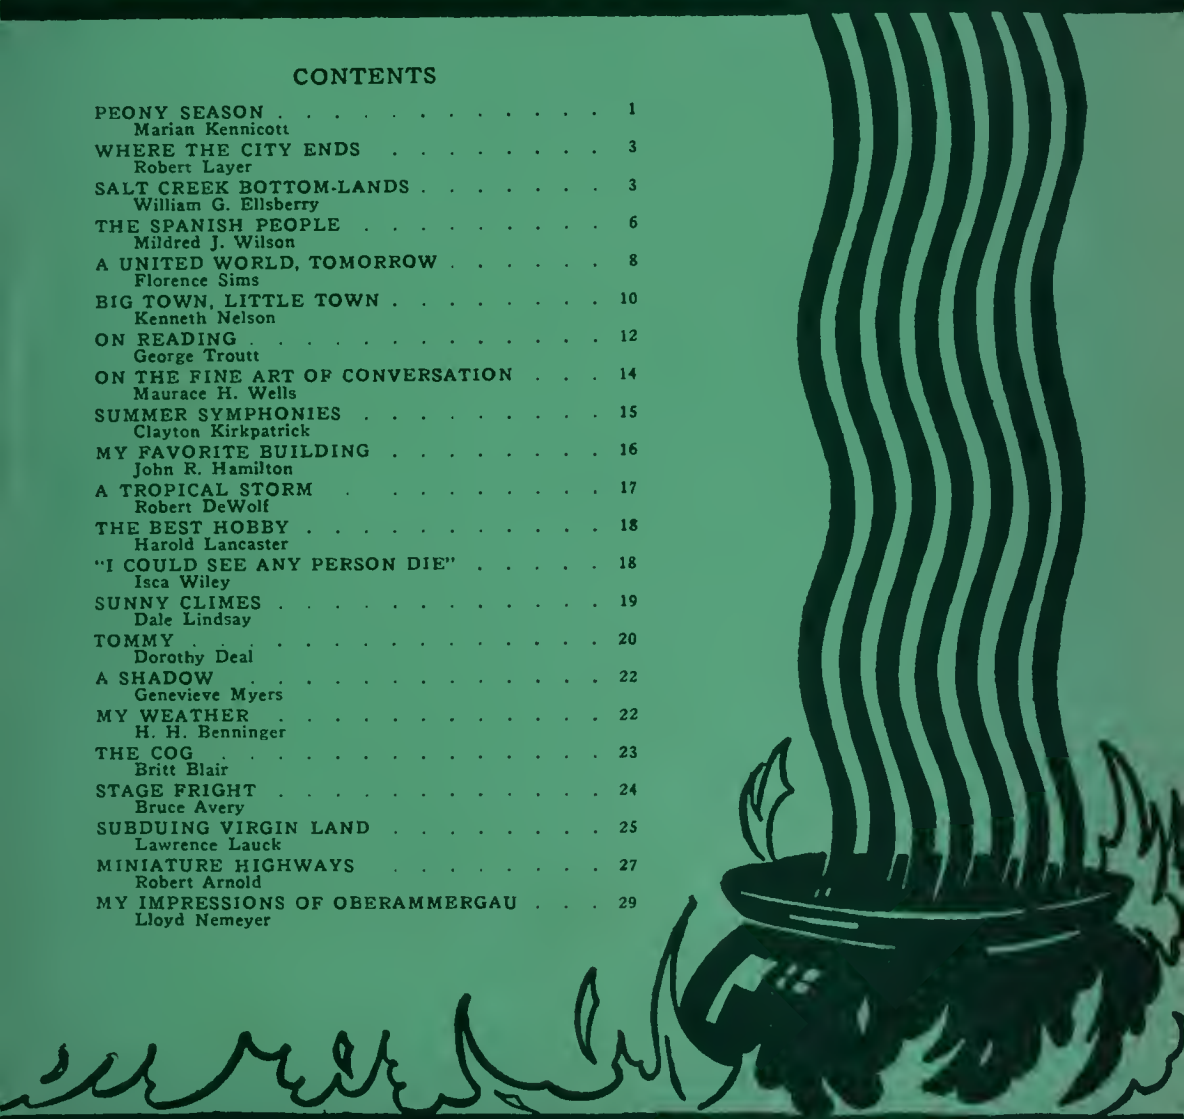 CONTENTS
PEONY SEASON . . . . . . . . . . . . 1
Marian Kennicott
WHERE THE CITY ENDS . . . . . . . . 3
Robert Layer
SALT CREEK BOTTOM-LANDS . . . . . . . 3
William G. Ellsberry
THE SPANISH PEOPLE . . . . . . . . . 6
Mildred J. Wilson
A UNITED WORLD, TOMORROW . . . . . . 8
Florence Sims
BIG TOWN, LITTLE TOWN . . . . . . . . 10
Kenneth Nelson
ON READING . . . . . . . . . . . . . 12
George Troutt
ON THE FINE ART OF CONVERSATION . . . 14
Maurace H. Wells
SUMMER SYMPHONIES . . . . . . . . . 15
Clayton Kirkpatrick
MY FAVORITE BUILDING . . . . . . . . 16
John R. Hamilton
A TROPICAL STORM . . . . . . . . . 17
Robert DeWolf
THE BEST HOBBY . . . . . . . . . . . 18
Harold Lancaster
"I COULD SEE ANY PERSON DIE" . . . . . 18
Isca Wiley
SUNNY CLIMES . . . . . . . . . . . . 19
Dale Lindsay
TOMMY . . . . . . . . . . . . . . . 20
Dorothy Deal
A SHADOW . . . . . . . . . . . . . 22
Genevieve Myers
MY WEATHER . . . . . . . . . . . . 22
H. H. Benninger
THE COG . . . . . . . . . . . . . . 23
Britt Blair
STAGE FRIGHT . . . . . . . . . . . . 24
Bruce Avery
SUBDUING VIRGIN LAND . . . . . . . . 25
Lawrence Lauck
MINIATURE HIGHWAYS . . . . . . . . 27
Robert Arnold
MY IMPRESSIONS OF OBERAMMERGAU . . . 29
Lloyd Nemeyer